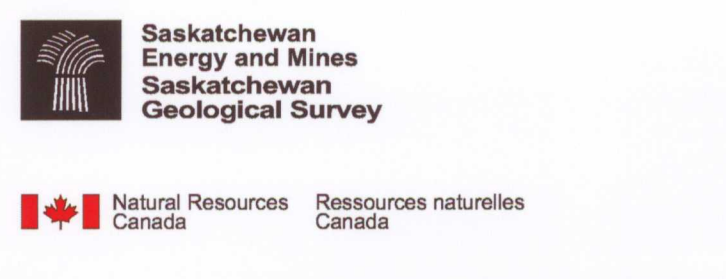 Saskatchewan
Energy and Mines
Saskatchewan
Geological Survey
Natural Resources Canada
Ressources naturelles Canada